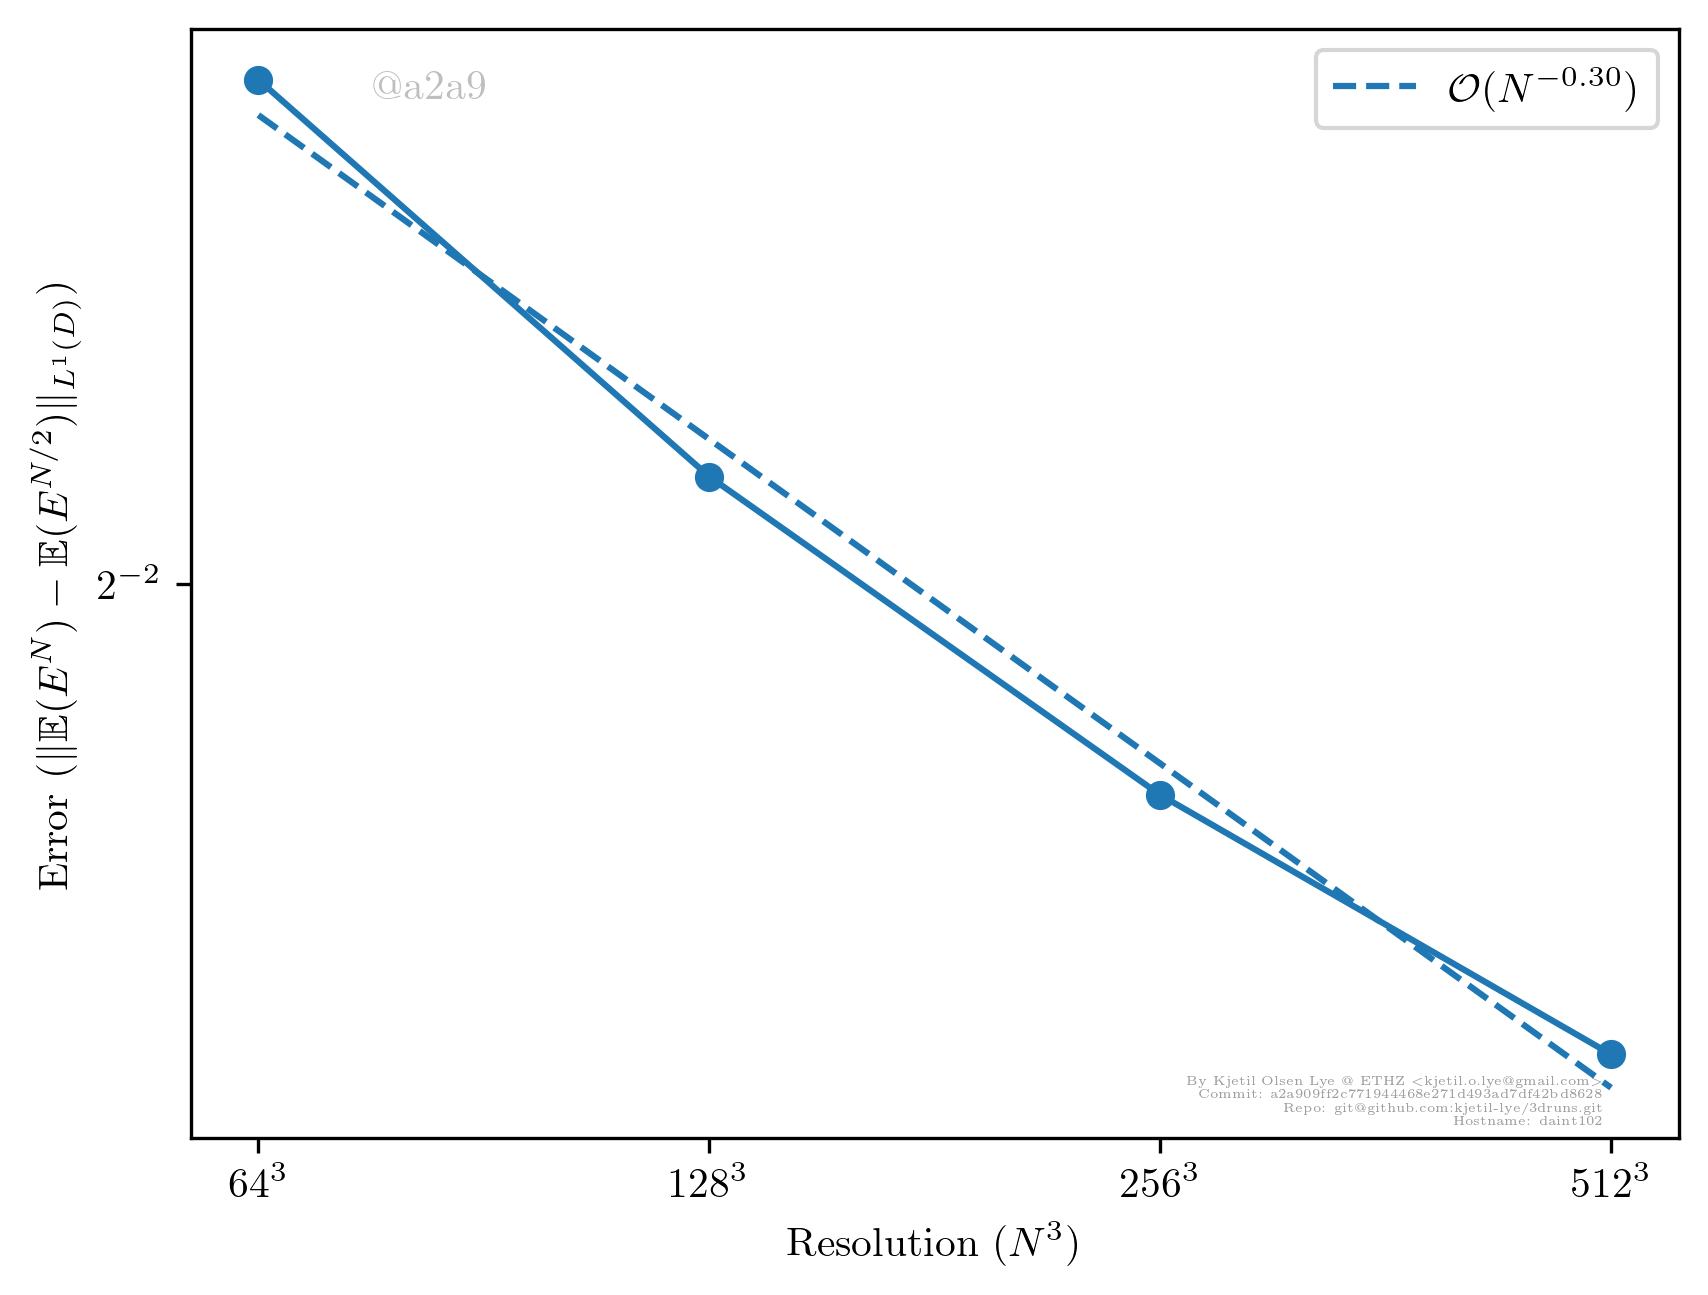 @a2a9
𝒪(N^{-0.30})
Error (‖𝔼(E^N) − 𝔼(E^{N/2})‖_{L^1(D)})
2^{-2}
By Kjetil Olsen Lye @ ETHZ <kjetil.o.lye@gmail.com>
Commit: a2a909ff2c771944468e271d493ad7df42bd8628
Repo: git@github.com:kjetil-lye/3druns.git
Hostname: daint102
64^3 128^3 256^3 512^3
Resolution (N^3)